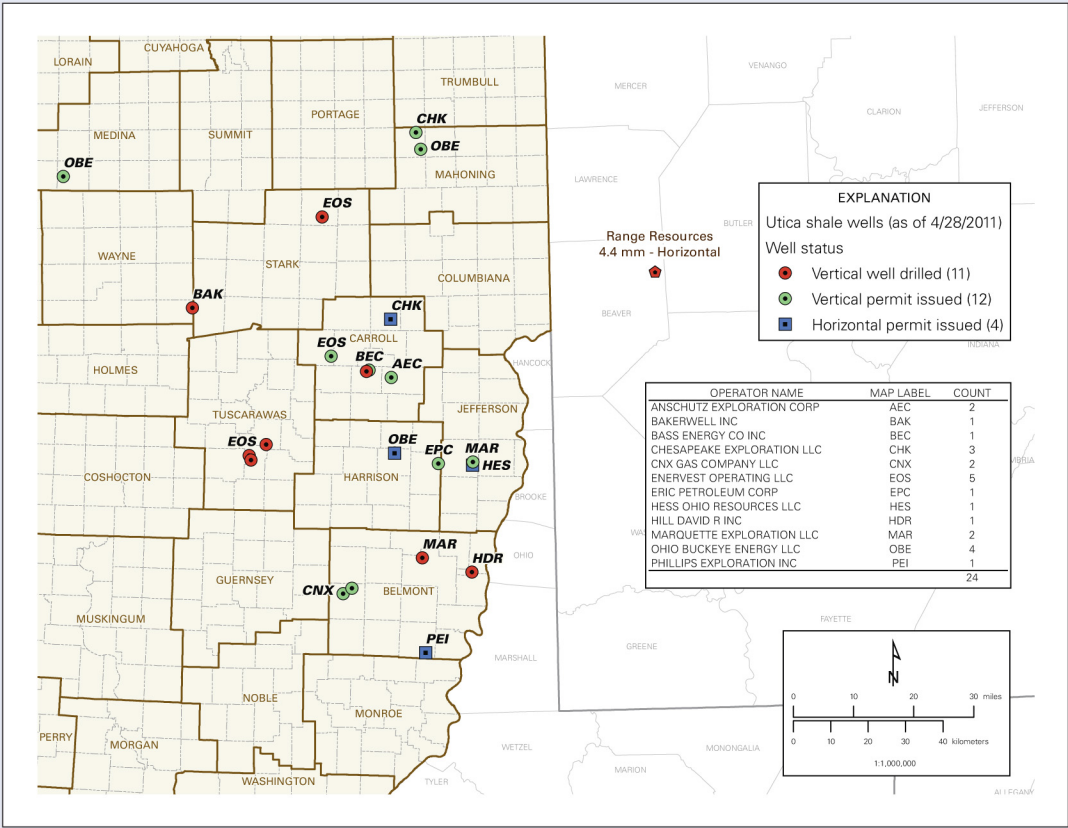 CUYAHOGA
LORAIN
TRUMBULL
VENANGO
MERCER
PORTAGE
CLARION
JEFFERSON
CHK
MEDINA
SUMMIT
OBE
OBE
MAHONING
LAWRENCE
EXPLANATION
Utica shale wells (as of 4/28/2011)
Well status
Vertical well drilled (11)
Vertical permit issued (12)
Horizontal permit issued (4)
EOS
BUTLER
Range Resources
4.4 mm - Horizontal
WAYNE
STARK
COLUMBIANA
BAK
CHK
BEAVER
CARROLL
EOS
BEC
AEC
HANCOCK
INDIANA
HOLMES
JEFFERSON
TUSCARAWAS
OPERATOR NAME MAP LABEL COUNT
ANSCHUTZ EXPLORATION CORP AEC 2
BAKERWELL INC BAK 1
BASS ENERGY CO INC BEC 1
CHESAPEAKE EXPLORATION LLC CHK 3
CNX GAS COMPANY LLC CNX 2
ENERVEST OPERATING LLC EOS 5
ERIC PETROLEUM CORP EPC 1
HESS OHIO RESOURCES LLC HES 1
HILL DAVID R INC HDR 1
MARQUETTE EXPLORATION LLC MAR 2
OHIO BUCKEYE ENERGY LLC OBE 4
PHILLIPS EXPLORATION INC PEI 1
24
EOS
OBE
EPC
MAR
HES
COSHOCTON
HARRISON
MBRIA
BROOKE
WAS
MAR
HDR
OHIO
GUERNSEY
CNX
BELMONT
MUSKINGUM
FAYETTE
PEI
GREENE
MARSHALL
N
0 10 20 30 miles
0 10 20 30 40 kilometers
1:1,000,000
NOBLE
MONROE
PERRY
MORGAN
WETZEL
MONONGALIA
MARION
WASHINGTON
TYLER
ALLEGANY